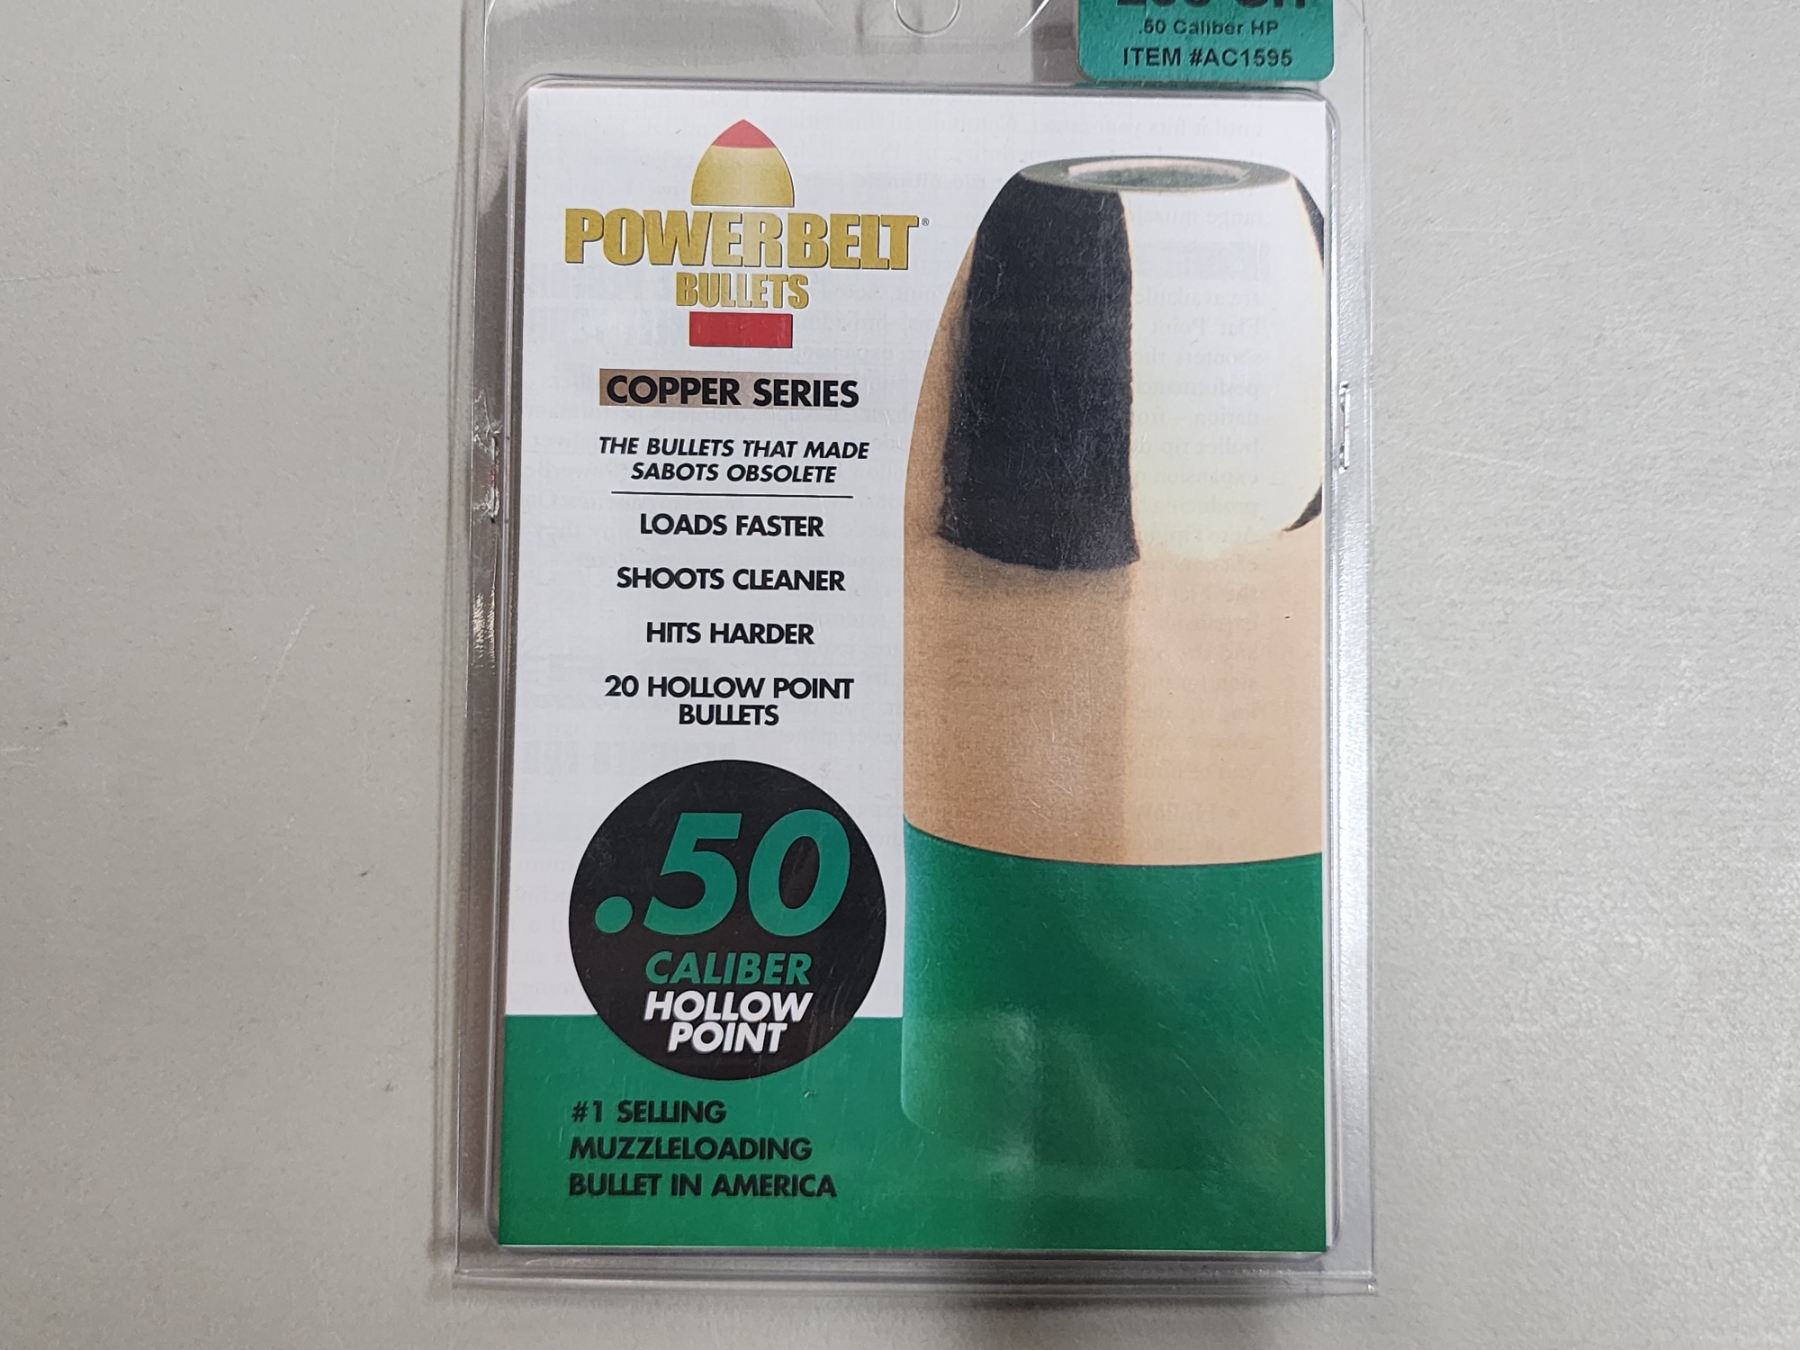 .50 Caliber HP
ITEM #AC1595
POWERBELT®
BULLETS
COPPER SERIES
THE BULLETS THAT MADE
SABOTS OBSOLETE
LOADS FASTER
SHOOTS CLEANER
HITS HARDER
20 HOLLOW POINT
BULLETS
.50
CALIBER
HOLLOW
POINT
#1 SELLING
MUZZLELOADING
BULLET IN AMERICA